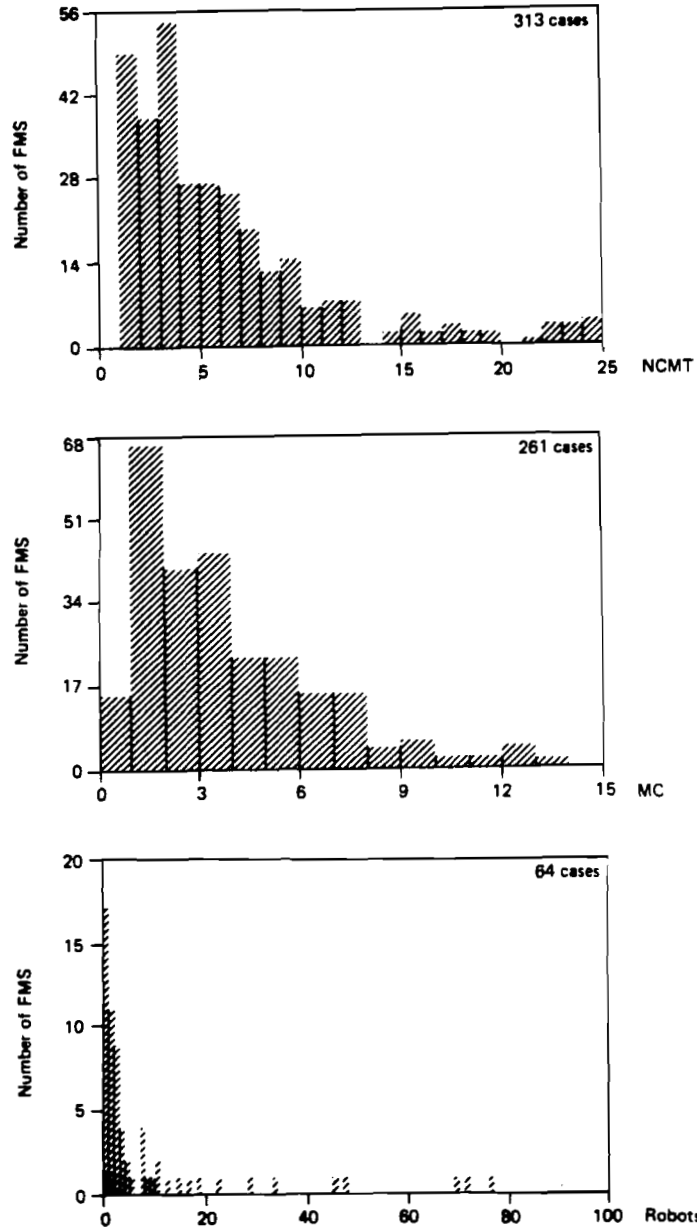 313 cases
56
42
28
14
0
Number of FMS
0 5 10 15 20 25 NCMT
261 cases
68
51
34
17
0
Number of FMS
0 3 6 9 12 15 MC
64 cases
20
15
10
5
0
Number of FMS
0 20 40 60 80 100 Robots